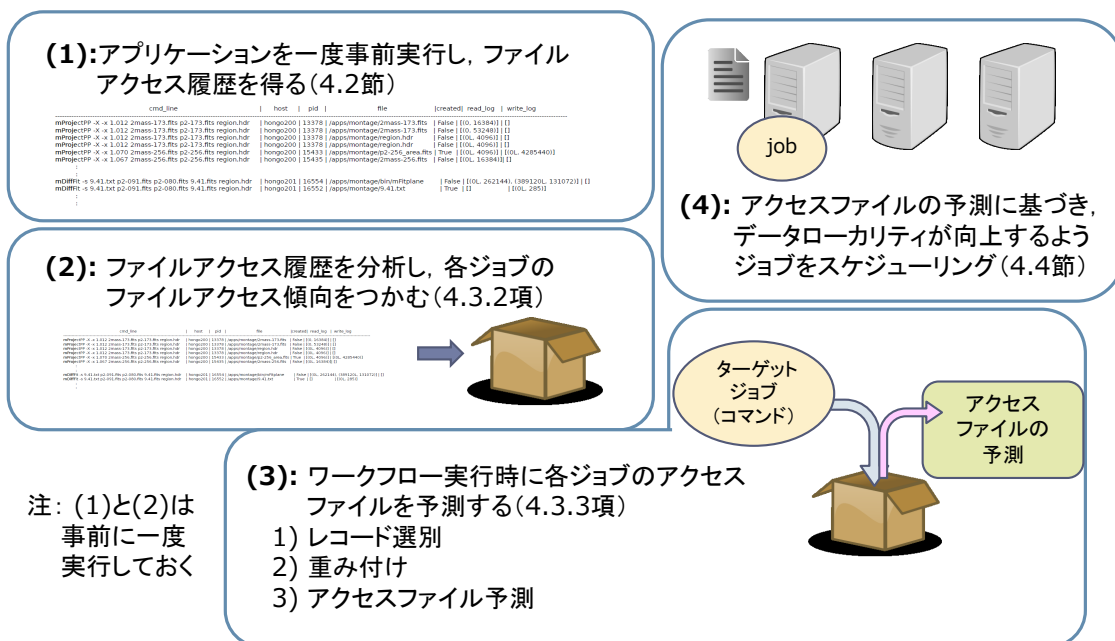 (1):アプリケーションを一度事前実行し，ファイル
アクセス履歴を得る(4.2節)
cmd_line | host | pid | file |created| read_log | write_log
mProjectPP -X -x 1.012 2mass-173.fits p2-173.fits region.hdr | hongo200 | 13378 | /apps/montage/2mass-173.fits | False | [(0, 16384)] | []
mProjectPP -X -x 1.012 2mass-173.fits p2-173.fits region.hdr | hongo200 | 13378 | /apps/montage/2mass-173.fits | False | [(0, 53248)] | []
mProjectPP -X -x 1.012 2mass-173.fits p2-173.fits region.hdr | hongo200 | 13378 | /apps/montage/region.hdr | False | [(0L, 4096)] | []
mProjectPP -X -x 1.012 2mass-173.fits p2-173.fits region.hdr | hongo200 | 13378 | /apps/montage/region.hdr | False | [(0L, 4096)] | []
mProjectPP -X -x 1.070 2mass-256.fits p2-256.fits region.hdr | hongo200 | 15433 | /apps/montage/p2-256_area.fits | True | [(0L, 4096)] | [(0L, 4285440)]
mProjectPP -X -x 1.067 2mass-256.fits p2-256.fits region.hdr | hongo200 | 15435 | /apps/montage/2mass-256.fits | False | [(0L, 16384)] | []
:
:
mDiffFit -s 9.41.txt p2-091.fits p2-080.fits 9.41.fits region.hdr | hongo201 | 16554 | /apps/montage/bin/mFitplane | False | [(0L, 262144), (389120L, 131072)] | []
mDiffFit -s 9.41.txt p2-091.fits p2-080.fits 9.41.fits region.hdr | hongo201 | 16552 | /apps/montage/9.41.txt | True | [] | [(0L, 285)]
:
:
(2): ファイルアクセス履歴を分析し，各ジョブの
ファイルアクセス傾向をつかむ(4.3.2項)
注: (1)と(2)は
事前に一度
実行しておく
(3): ワークフロー実行時に各ジョブのアクセス
ファイルを予測する(4.3.3項)
1) レコード選別
2) 重み付け
3) アクセスファイル予測
ターゲット
ジョブ
(コマンド)
アクセス
ファイルの
予測
job
(4): アクセスファイルの予測に基づき，
データローカリティが向上するよう
ジョブをスケジューリング(4.4節)